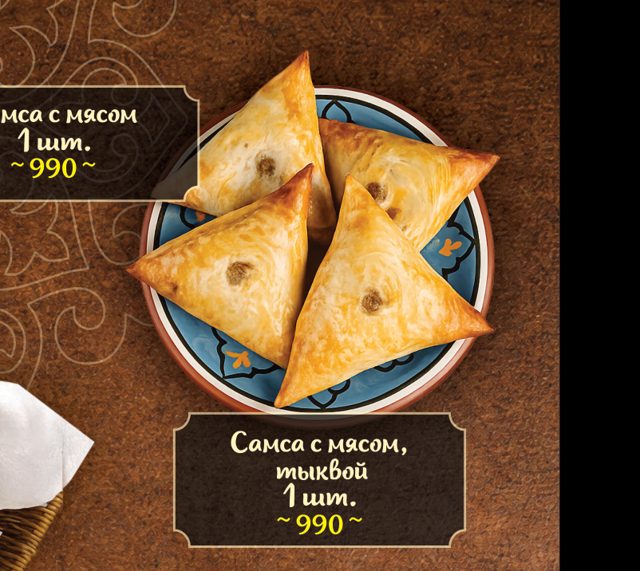 мса с мясом
1 шт.
~ 990 ~
Самса с мясом,
тыквой
1 шт.
~ 990 ~